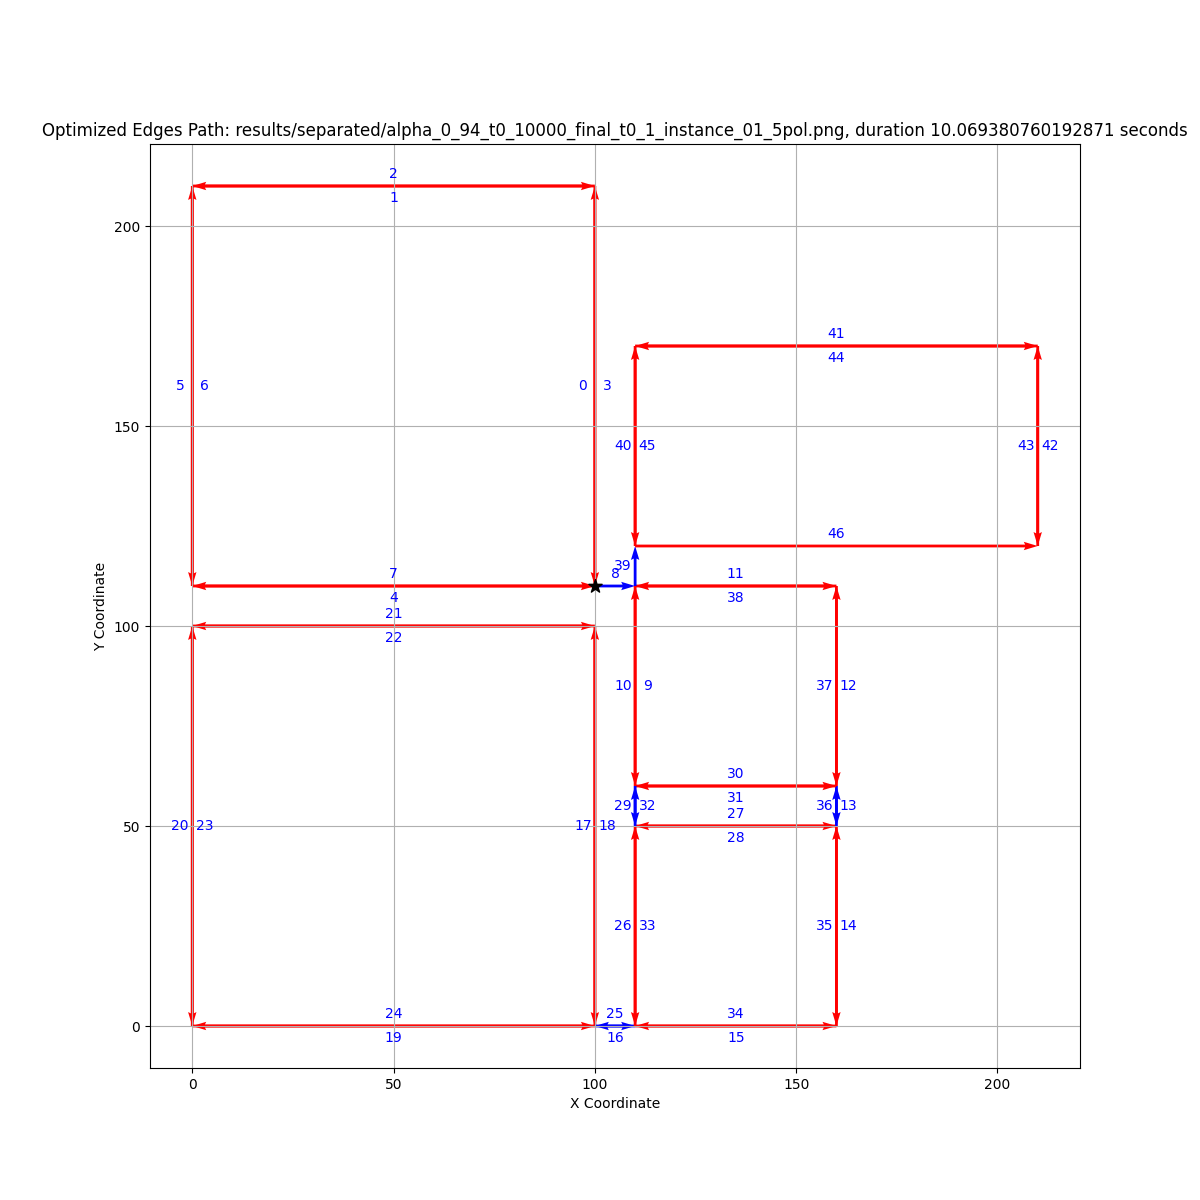 Optimized Edges Path: results/separated/alpha_0_94_t0_10000_final_t0_1_instance_01_5pol.png, duration 10.069380760192871 seconds
2
1
200
41
44
5 6 0 3
150
40 45 43 42
46
39
7 8 11
4 38
21
100
22
10 9 37 12
30
31
29 32 36 13
27
50 20 23 17 18
28
26 33 35 14
24 25 34
0
19 16 15
0 50 100 150 200
X Coordinate
Y Coordinate